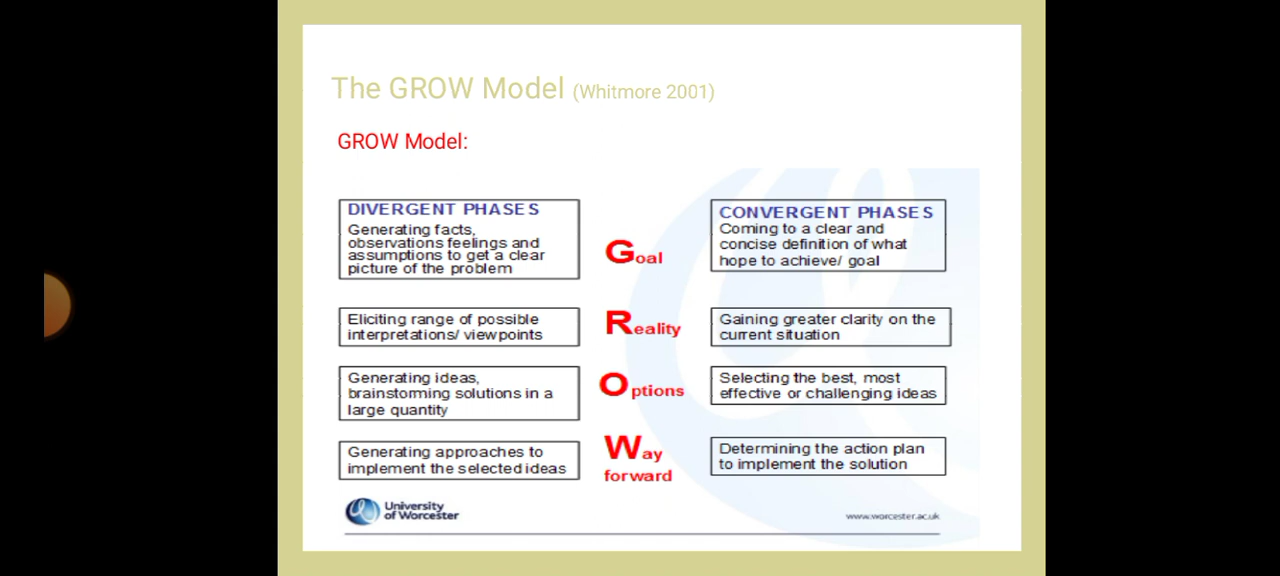 The GROW Model (Whitmore 2001)
GROW Model:
DIVERGENT PHASES
Generating facts,
observations feelings and
assumptions to get a clear
picture of the problem
Goal
CONVERGENT PHASES
Coming to a clear and
concise definition of what
hope to achieve/ goal
Eliciting range of possible
interpretations/ viewpoints
Reality
Gaining greater clarity on the
current situation
Generating ideas,
brainstorming solutions in a
large quantity
Options
Selecting the best, most
effective or challenging ideas
Generating approaches to
implement the selected ideas
Way
forward
Determining the action plan
to implement the solution
University
of Worcester
www.worcester.ac.uk